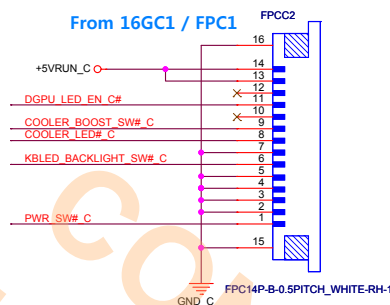 From 16GC1 / FPC1
FPCC2
16
+5VRUN_C
14
13
12
DGPU_LED_EN_C#
11
10
COOLER_BOOST_SW#_C
9
COOLER_LED#_C
8
7
KBLED_BACKLIGHT_SW#_C
6
5
4
3
2
PWR_SW#_C
1
15
GND_C
FPC14P-B-0.5PITCH_WHITE-RH-1